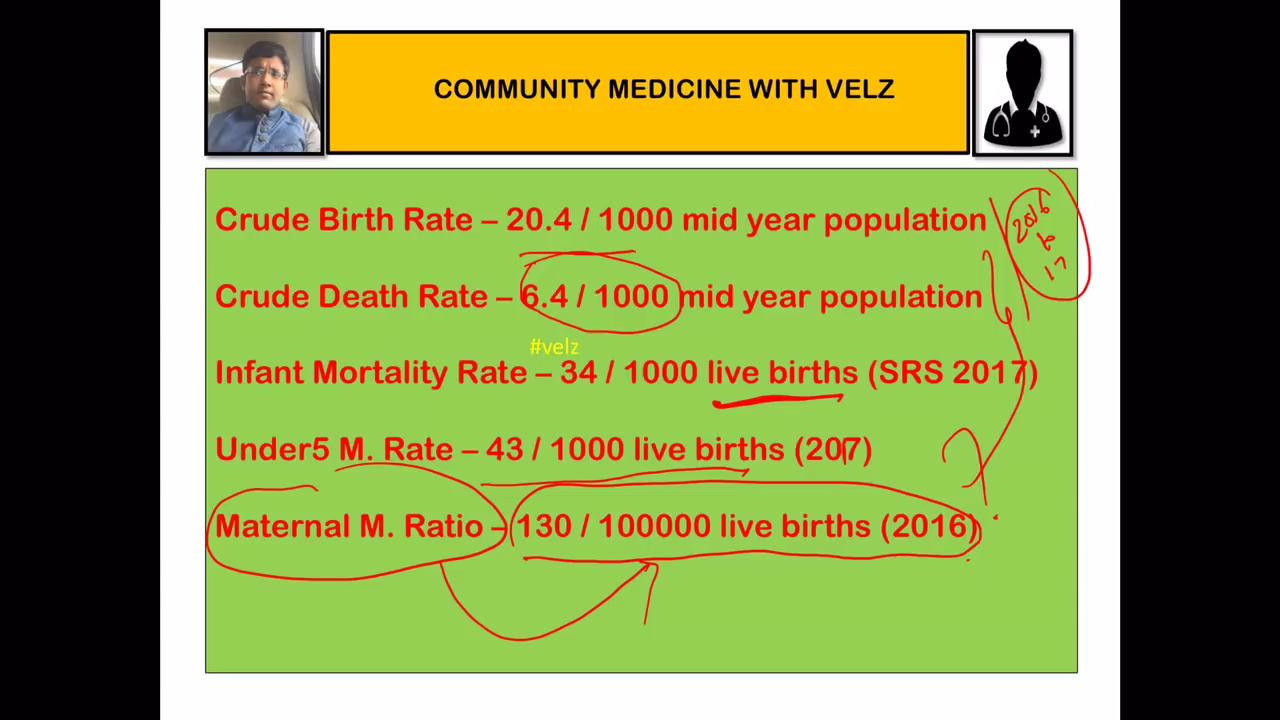 COMMUNITY MEDICINE WITH VELZ
Crude Birth Rate – 20.4 / 1000 mid year population
2016
17
Crude Death Rate – 6.4 / 1000 mid year population
#velz
Infant Mortality Rate – 34 / 1000 live births (SRS 2017)
Under5 M. Rate – 43 / 1000 live births (2017)
Maternal M. Ratio – 130 / 100000 live births (2016)